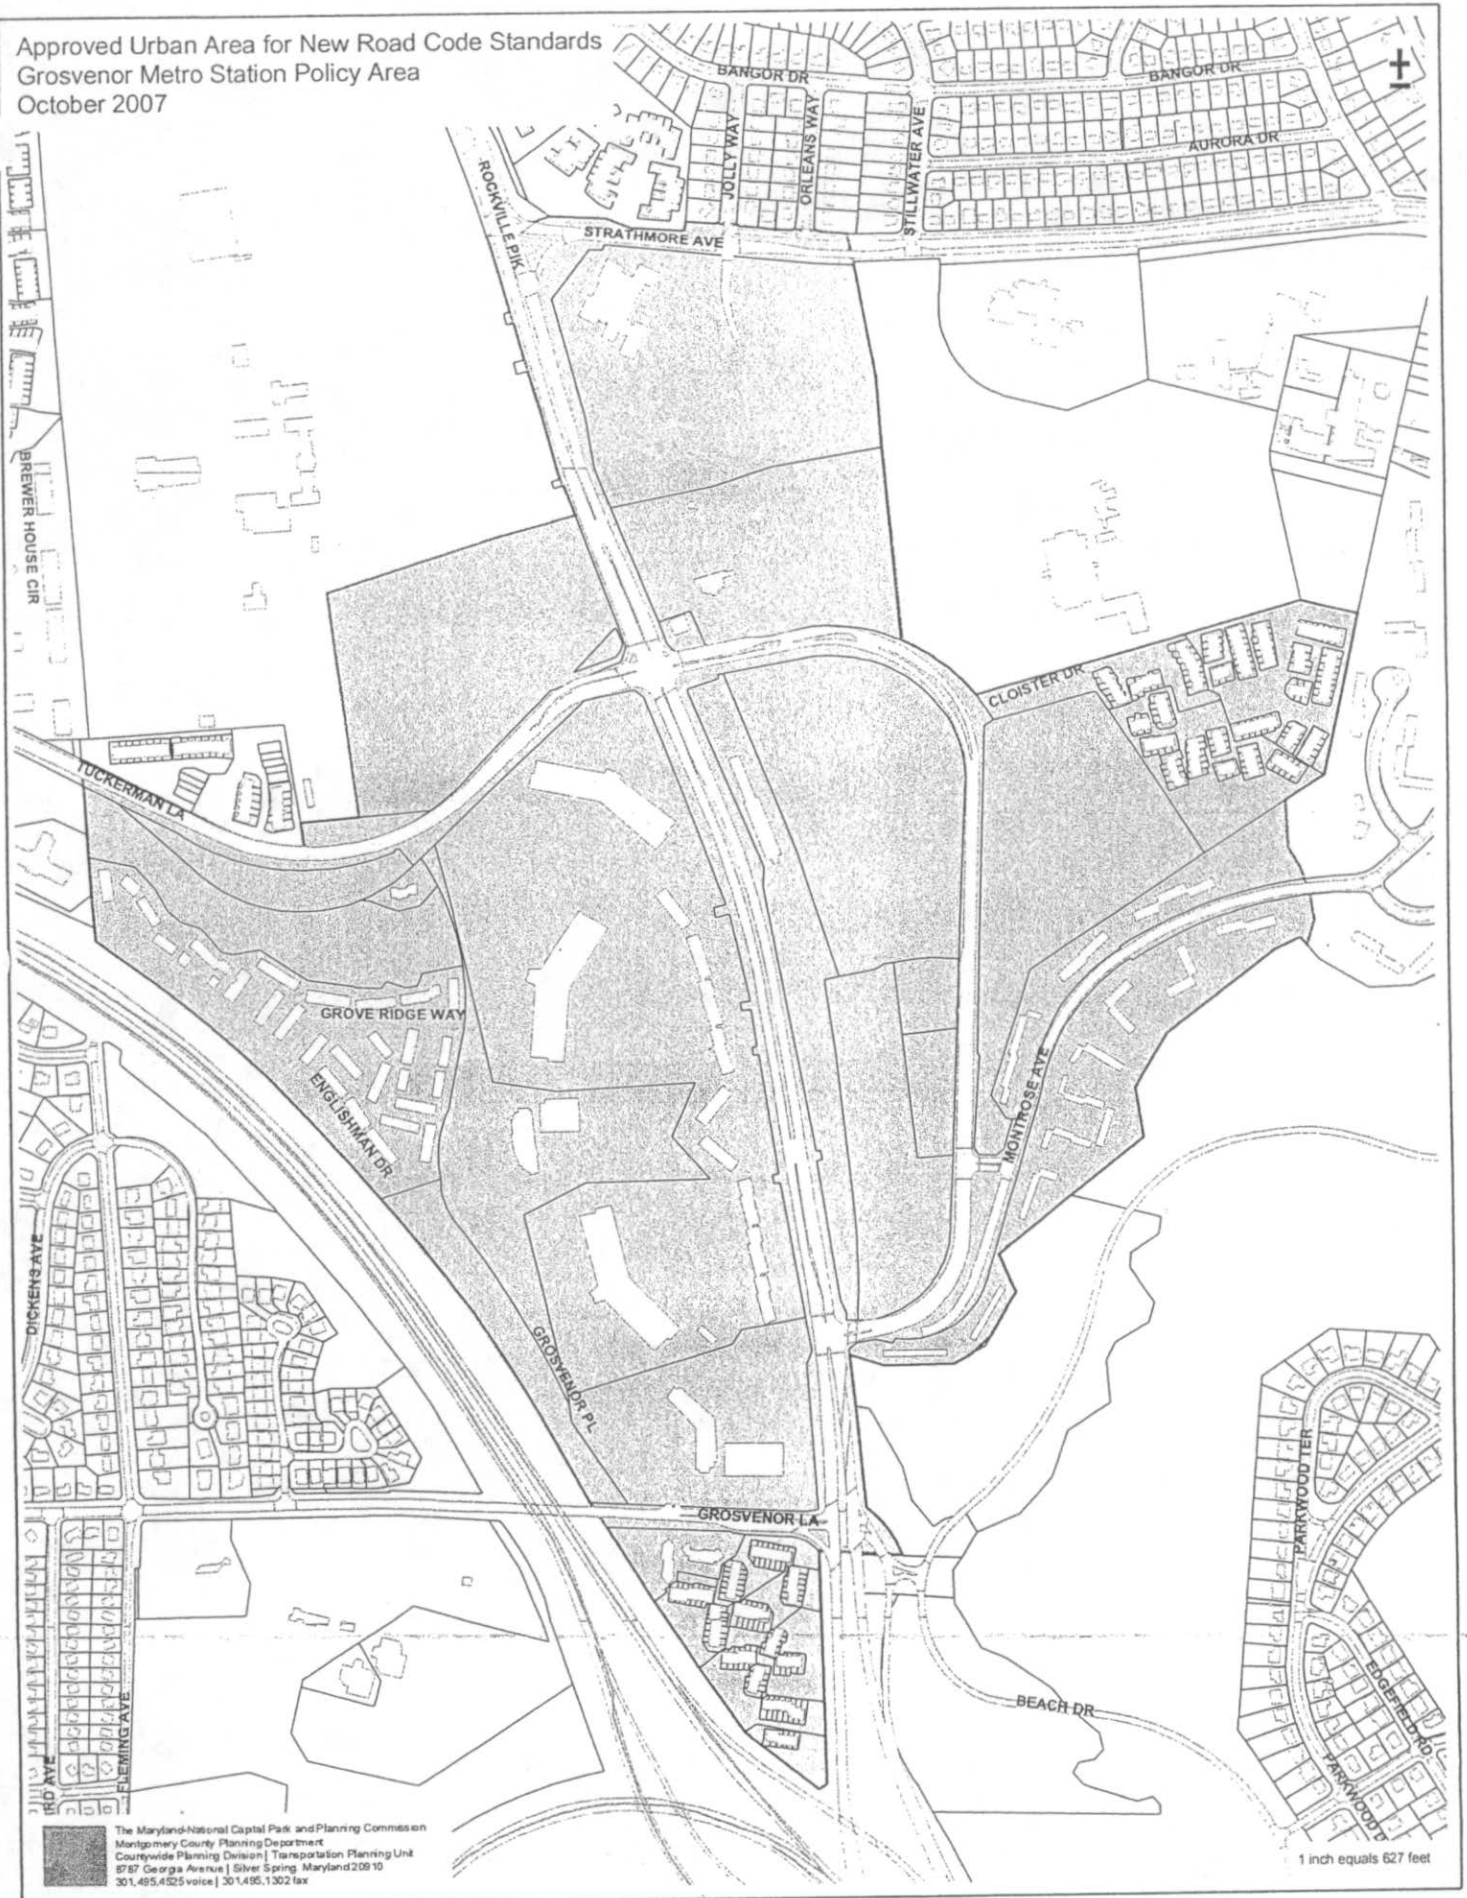 Approved Urban Area for New Road Code Standards
Grosvenor Metro Station Policy Area
October 2007
BANGOR DR
BANGOR DR
JOLLY WAY
ORLEANS WAY
STILLWATER AVE
AURORA DR
ROCKVILLE PIK
STRATHMORE AVE
BREWER HOUSE CIR
CLOISTER DR
TUCKERMAN LA
GROVE RIDGE WAY
ENGLISHMAN DR
MONTROSE AVE
DICKENS AVE
GROSVENOR PL
PARKWOOD TER
GROSVENOR LA
BEACH DR
EDGEFIELD RD
FLEMING AVE
RD AVE
PARKWOOD D
The Maryland-National Capital Park and Planning Commission
Montgomery County Planning Department
Countywide Planning Division | Transportation Planning Unit
8787 Georgia Avenue | Silver Spring, Maryland 20910
301.495.4525 voice | 301.495.1302 fax
1 inch equals 627 feet